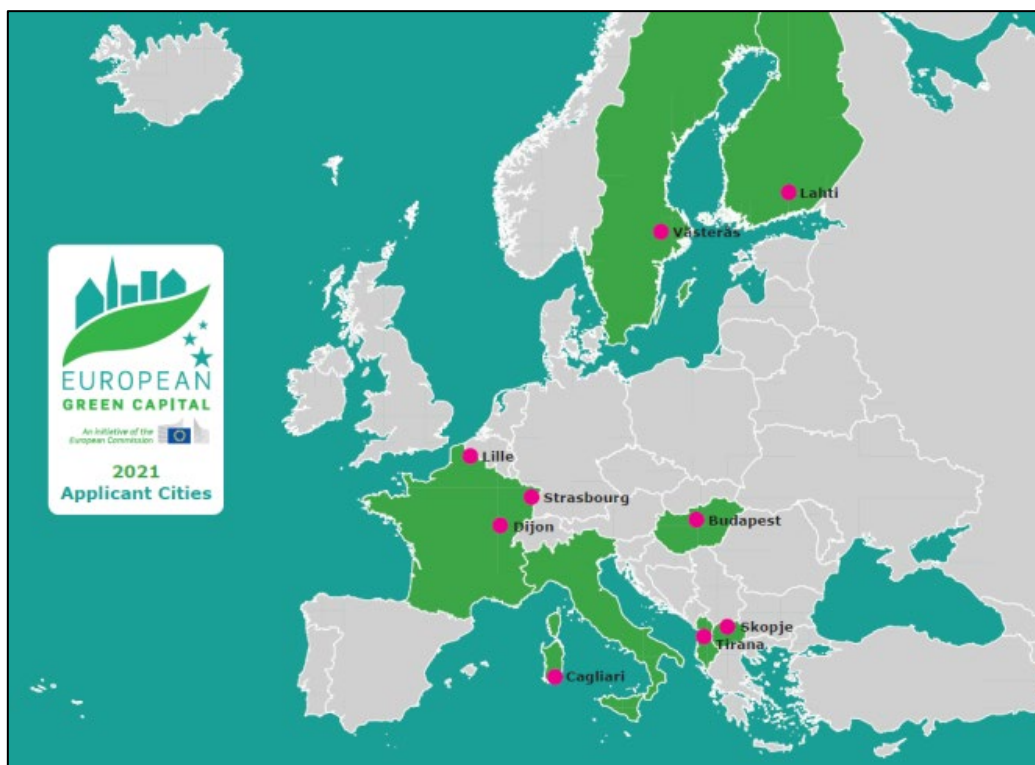 Lahti
Västerås
EUROPEAN
GREEN CAPITAL
An initiative of the
European Commission
2021
Applicant Cities
Lille
Strasbourg
Dijon
Budapest
Skopje
Tirana
Cagliari